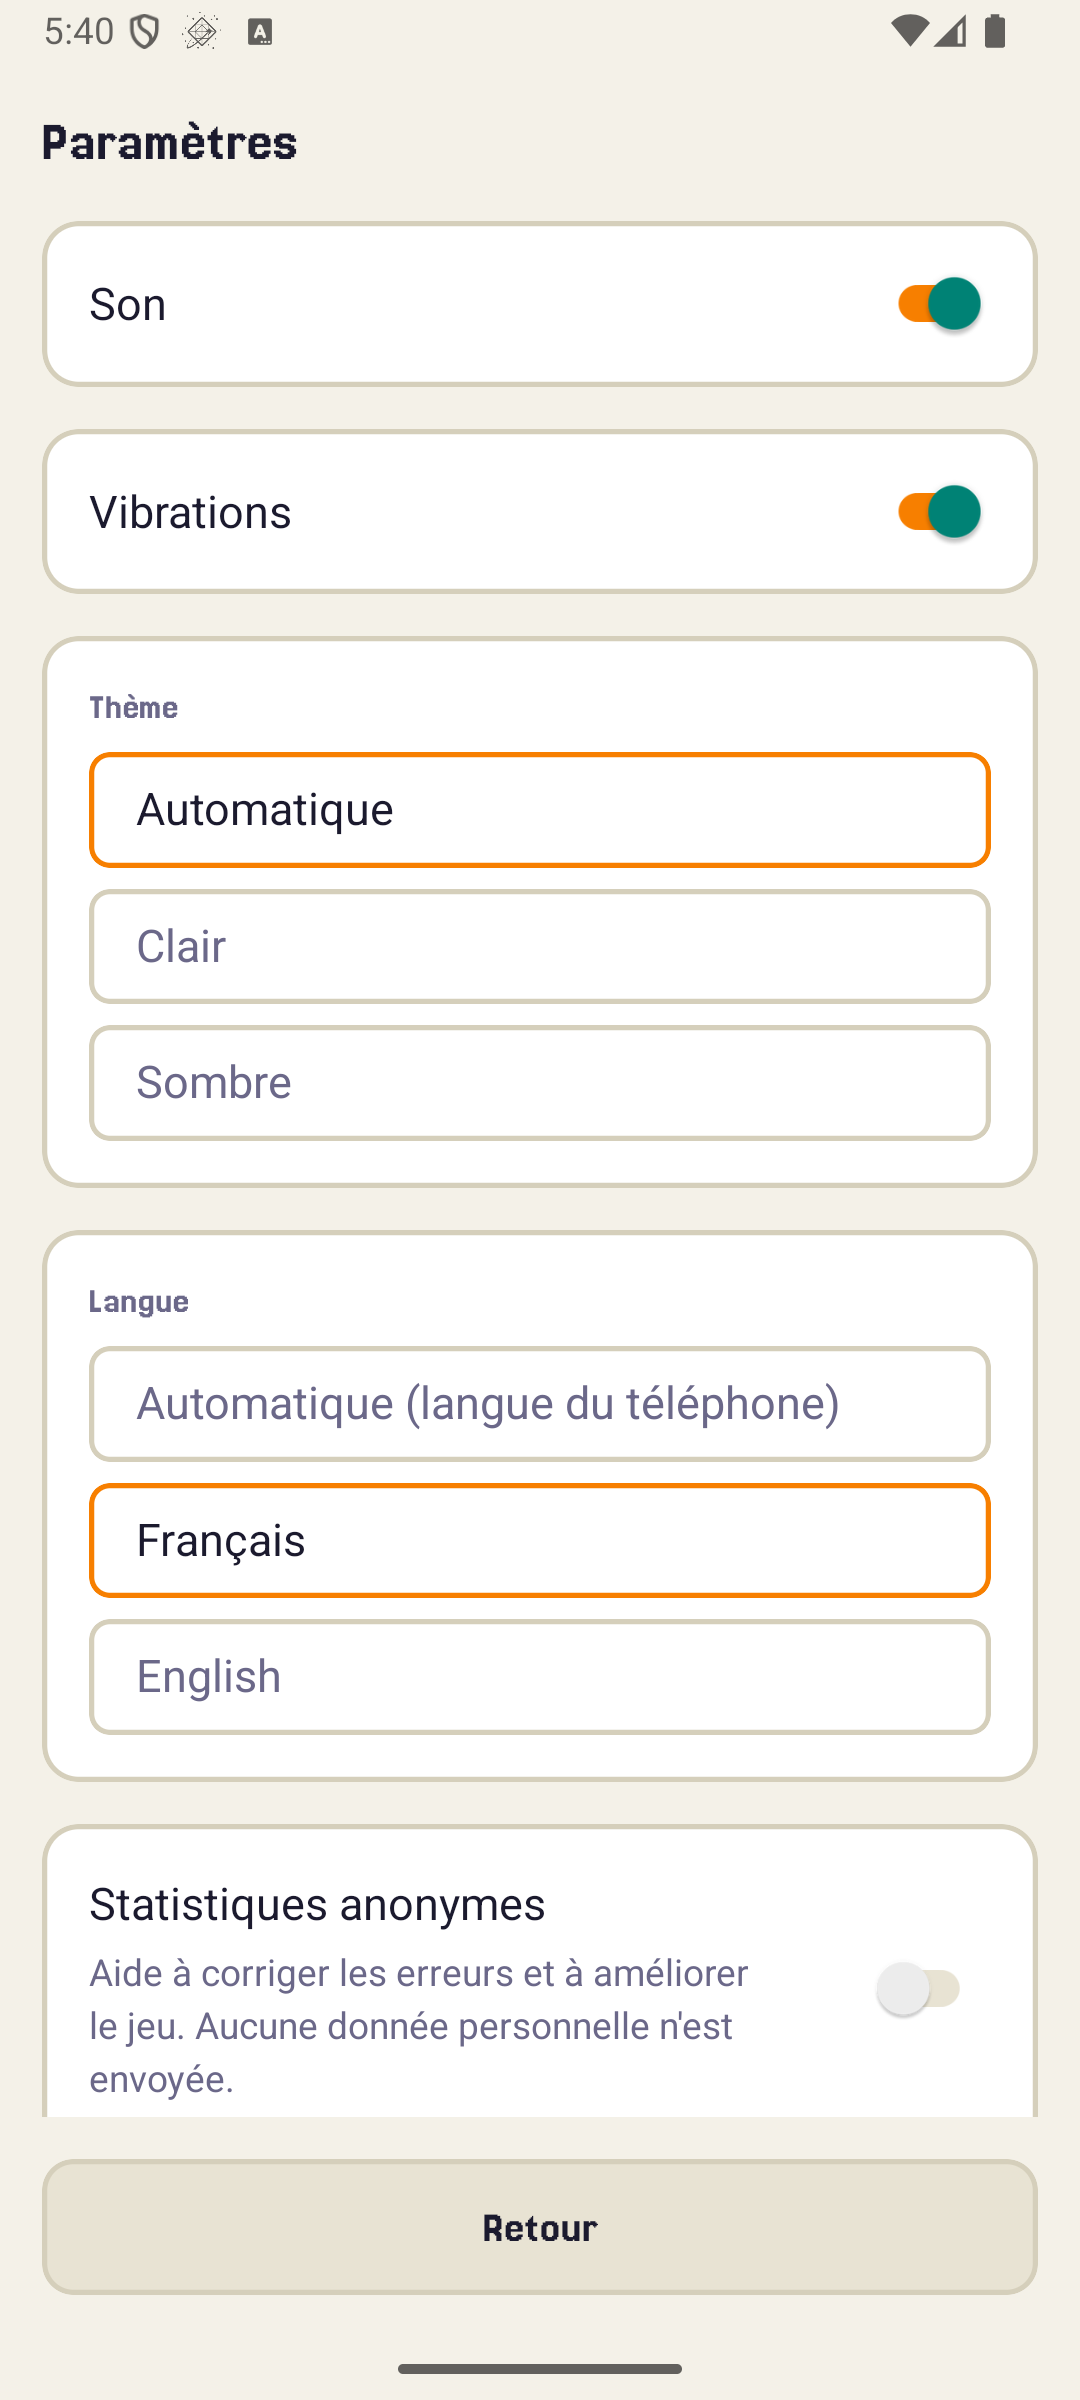 5:40
Paramètres
Son
Vibrations
Thème
Automatique
Clair
Sombre
Langue
Automatique (langue du téléphone)
Français
English
Statistiques anonymes
Aide à corriger les erreurs et à améliorer
le jeu. Aucune donnée personnelle n'est
envoyée.
Retour